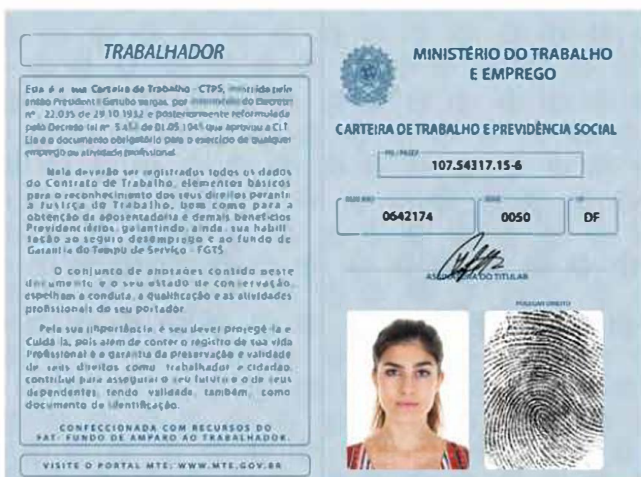 TRABALHADOR
Esta é a sua Carteira de Trabalho - CTPS, pelo
então Presidente Getúlio Vargas, por do Decreto
nº 22.035 de 29.10.1932 e posteriormente reformulada
pelo Decreto lei nº de 01.05 que aprovou a CLT.
Ela é o documento obrigatório para o exercício de qualquer
emprego ou atividade profissional.
Nela deverão ser registrados todos os dados
do Contrato de Trabalho, elementos básicos
para o reconhecimento dos seus direitos perante
a Justiça do Trabalho, bem como para a
obtenção da aposentadoria e demais benefícios
Previdenciários, garantindo, ainda, sua habili
tação ao seguro desemprego e ao fundo de
Garantia do Tempo de Serviço - FGTS.
O conjunto de anotações contido neste
documento e o seu estado de conservação,
espelham a conduta, a qualificação e as atividades
profissionais do seu portador.
Pela sua importância, é seu dever protegê-la e
Cuidá-la, pois além de conter o registro de sua vida
Profissional é a garantia da preservação e validade
de seus direitos como trabalhador e cidadão,
contribui para assegurar o seu futuro e o de seus
dependentes, tendo validade, também, como
documento de identificação.
CONFECCIONADA COM RECURSOS DO
FAT: FUNDO DE AMPARO AO TRABALHADOR.
VISITE O PORTAL MTE: WWW.MTE.GOV.BR
MINISTÉRIO DO TRABALHO
E EMPREGO
CARTEIRA DE TRABALHO E PREVIDÊNCIA SOCIAL
PIS / PASEP
107.54317.15-6
0642174 0050 DF
ASSINATURA DO TITULAR
POLEGAR DIREITO